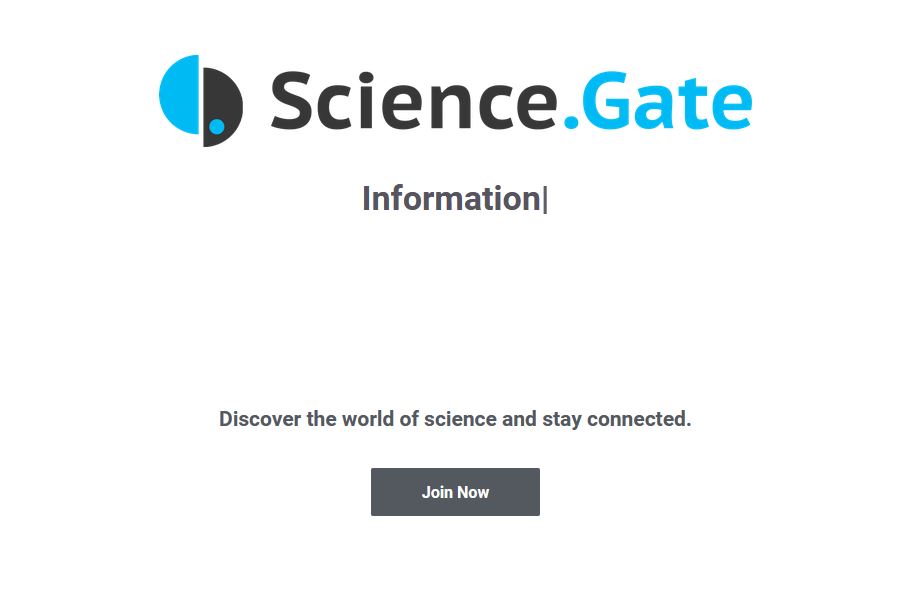 Science.Gate
Information|
Discover the world of science and stay connected.
Join Now